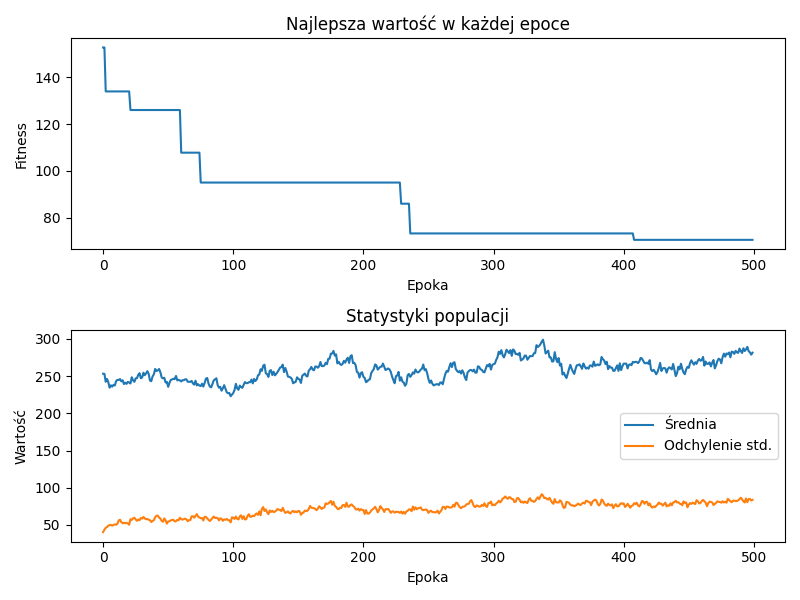 Najlepsza wartość w każdej epoce
140
120
100
80
Fitness
0 100 200 300 400 500
Epoka
Statystyki populacji
300
250
200
150
100
50
Wartość
Średnia
Odchylenie std.
0 100 200 300 400 500
Epoka